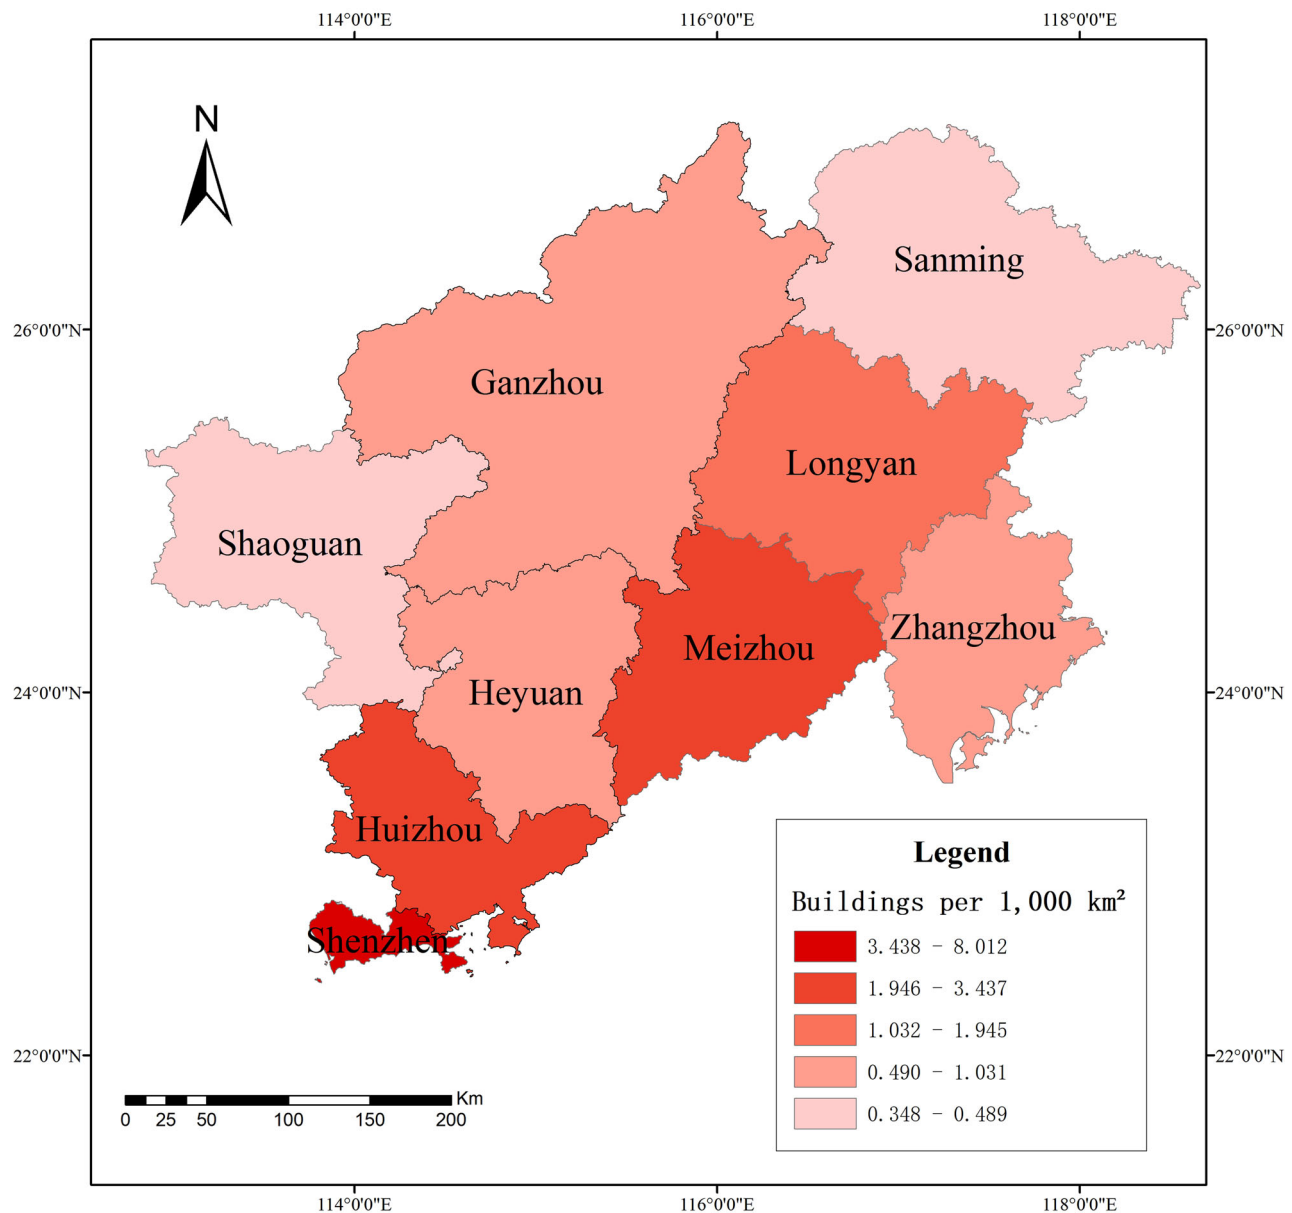 114°0'0"E
116°0'0"E
118°0'0"E
N
Sanming
26°0'0"N
26°0'0"N
Ganzhou
Longyan
Shaoguan
Zhangzhou
Meizhou
24°0'0"N
Heyuan
24°0'0"N
Huizhou
Legend
Buildings per 1,000 km²
Shenzhen
3.438 - 8.012
1.946 - 3.437
1.032 - 1.945
22°0'0"N
22°0'0"N
0.490 - 1.031
Km
0 25 50 100 150 200
0.348 - 0.489
114°0'0"E
116°0'0"E
118°0'0"E